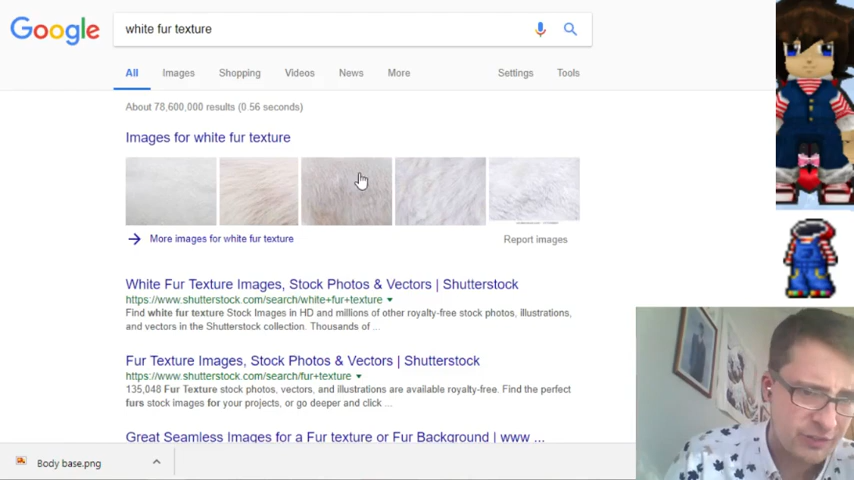 Google
white fur texture
All Images Shopping Videos News More Settings Tools
About 78,600,000 results (0.56 seconds)
Images for white fur texture
More images for white fur texture Report images
White Fur Texture Images, Stock Photos & Vectors | Shutterstock
https://www.shutterstock.com/search/white+fur+texture
Find white fur texture Stock Images in HD and millions of other royalty-free stock photos, illustrations,
and vectors in the Shutterstock collection. Thousands of ...
Fur Texture Images, Stock Photos & Vectors | Shutterstock
https://www.shutterstock.com/search/fur+texture
135,048 Fur Texture stock photos, vectors, and illustrations are available royalty-free. Find the perfect
furs stock images for your projects, or go deeper and click ...
Great Seamless Images for a Fur texture or Fur Background | www ...
Body base.png